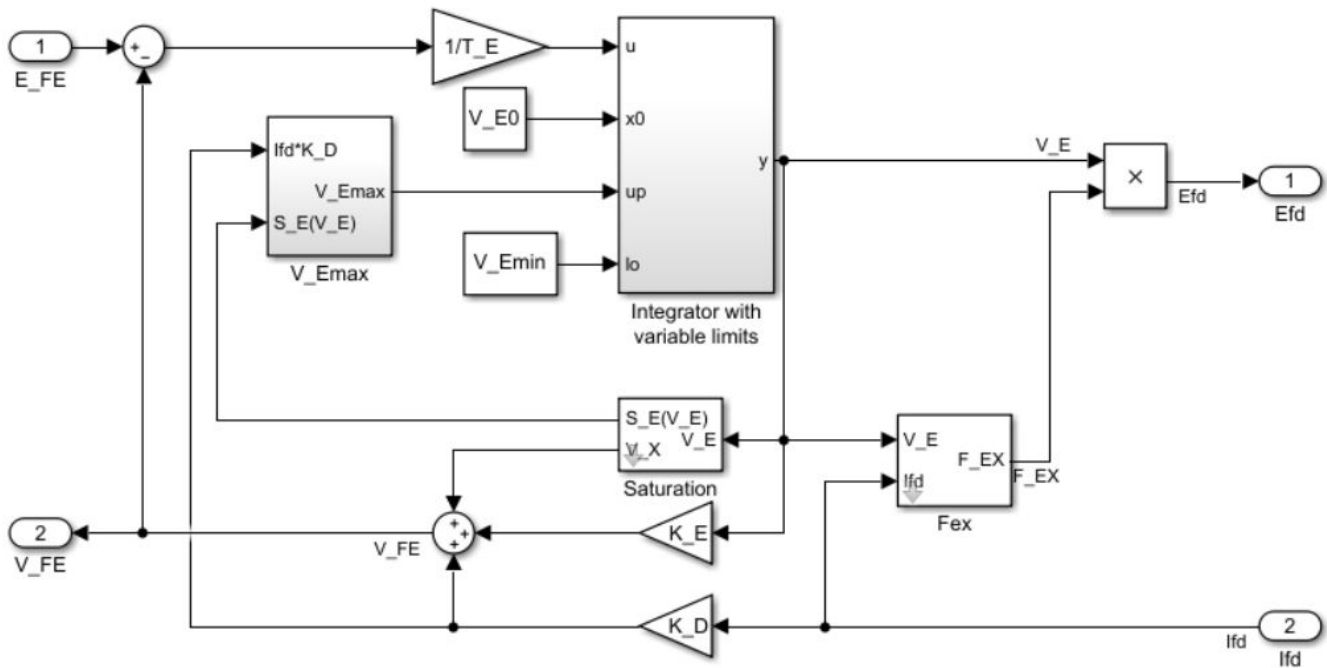 1
E_FE
+
-
1/T_E
u
V_E0
x0
Ifd*K_D
V_Emax
S_E(V_E)
V_Emax
up
y
V_Emin
lo
Integrator with
variable limits
V_E
×
Efd
1
Efd
S_E(V_E)
V_X
V_E
Saturation
V_E
Ifd
F_EX
F_EX
Fex
2
V_FE
V_FE
+
+
+
K_E
K_D
Ifd
2
Ifd